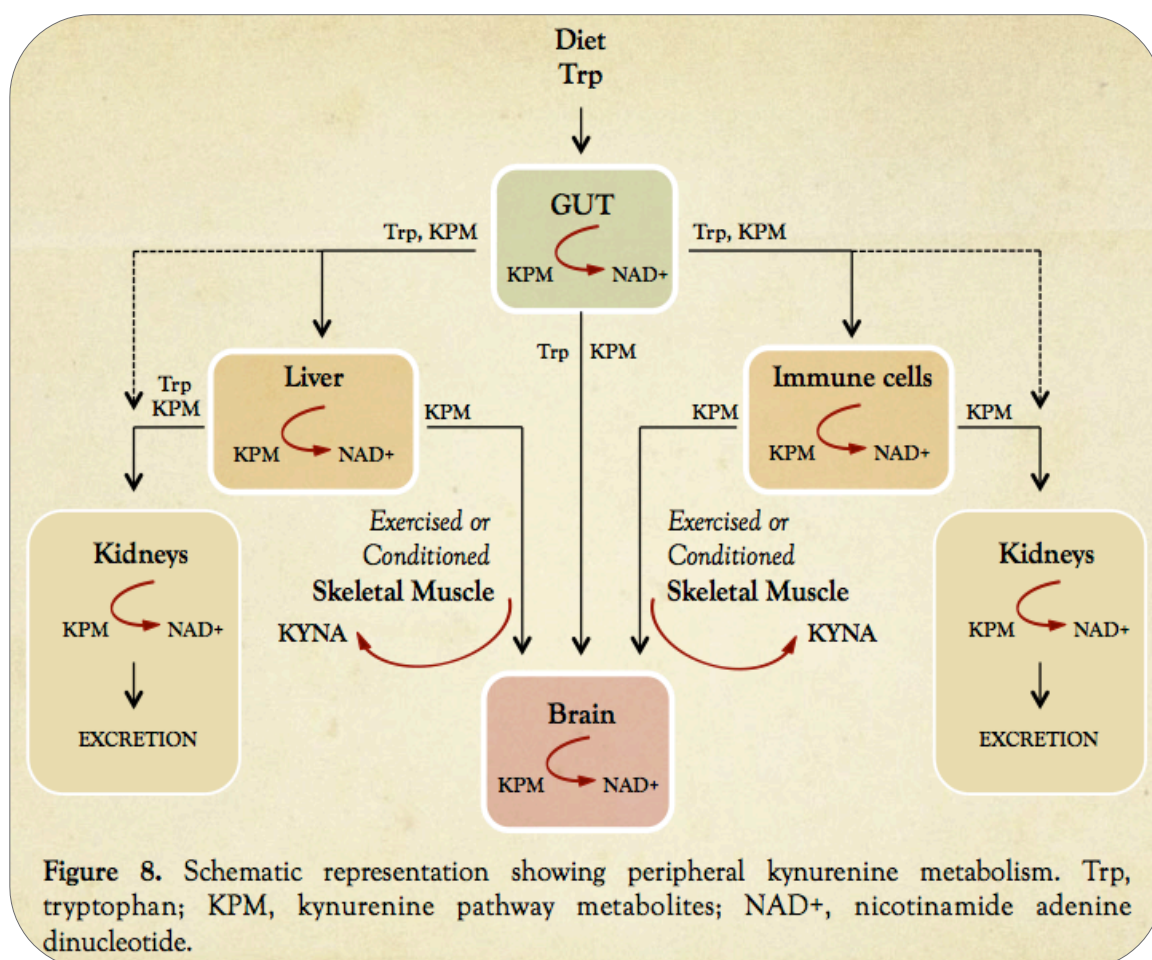 Diet
Trp
GUT
KPM NAD+
Trp, KPM
Trp, KPM
Trp KPM
Liver
KPM NAD+
Immune cells
KPM NAD+
Trp
KPM
KPM
KPM
KPM
Exercised or
Conditioned
Skeletal Muscle
KYNA
Exercised or
Conditioned
Skeletal Muscle
KYNA
Kidneys
KPM NAD+
EXCRETION
Kidneys
KPM NAD+
EXCRETION
Brain
KPM NAD+
Figure 8. Schematic representation showing peripheral kynurenine metabolism. Trp,
tryptophan; KPM, kynurenine pathway metabolites; NAD+, nicotinamide adenine
dinucleotide.